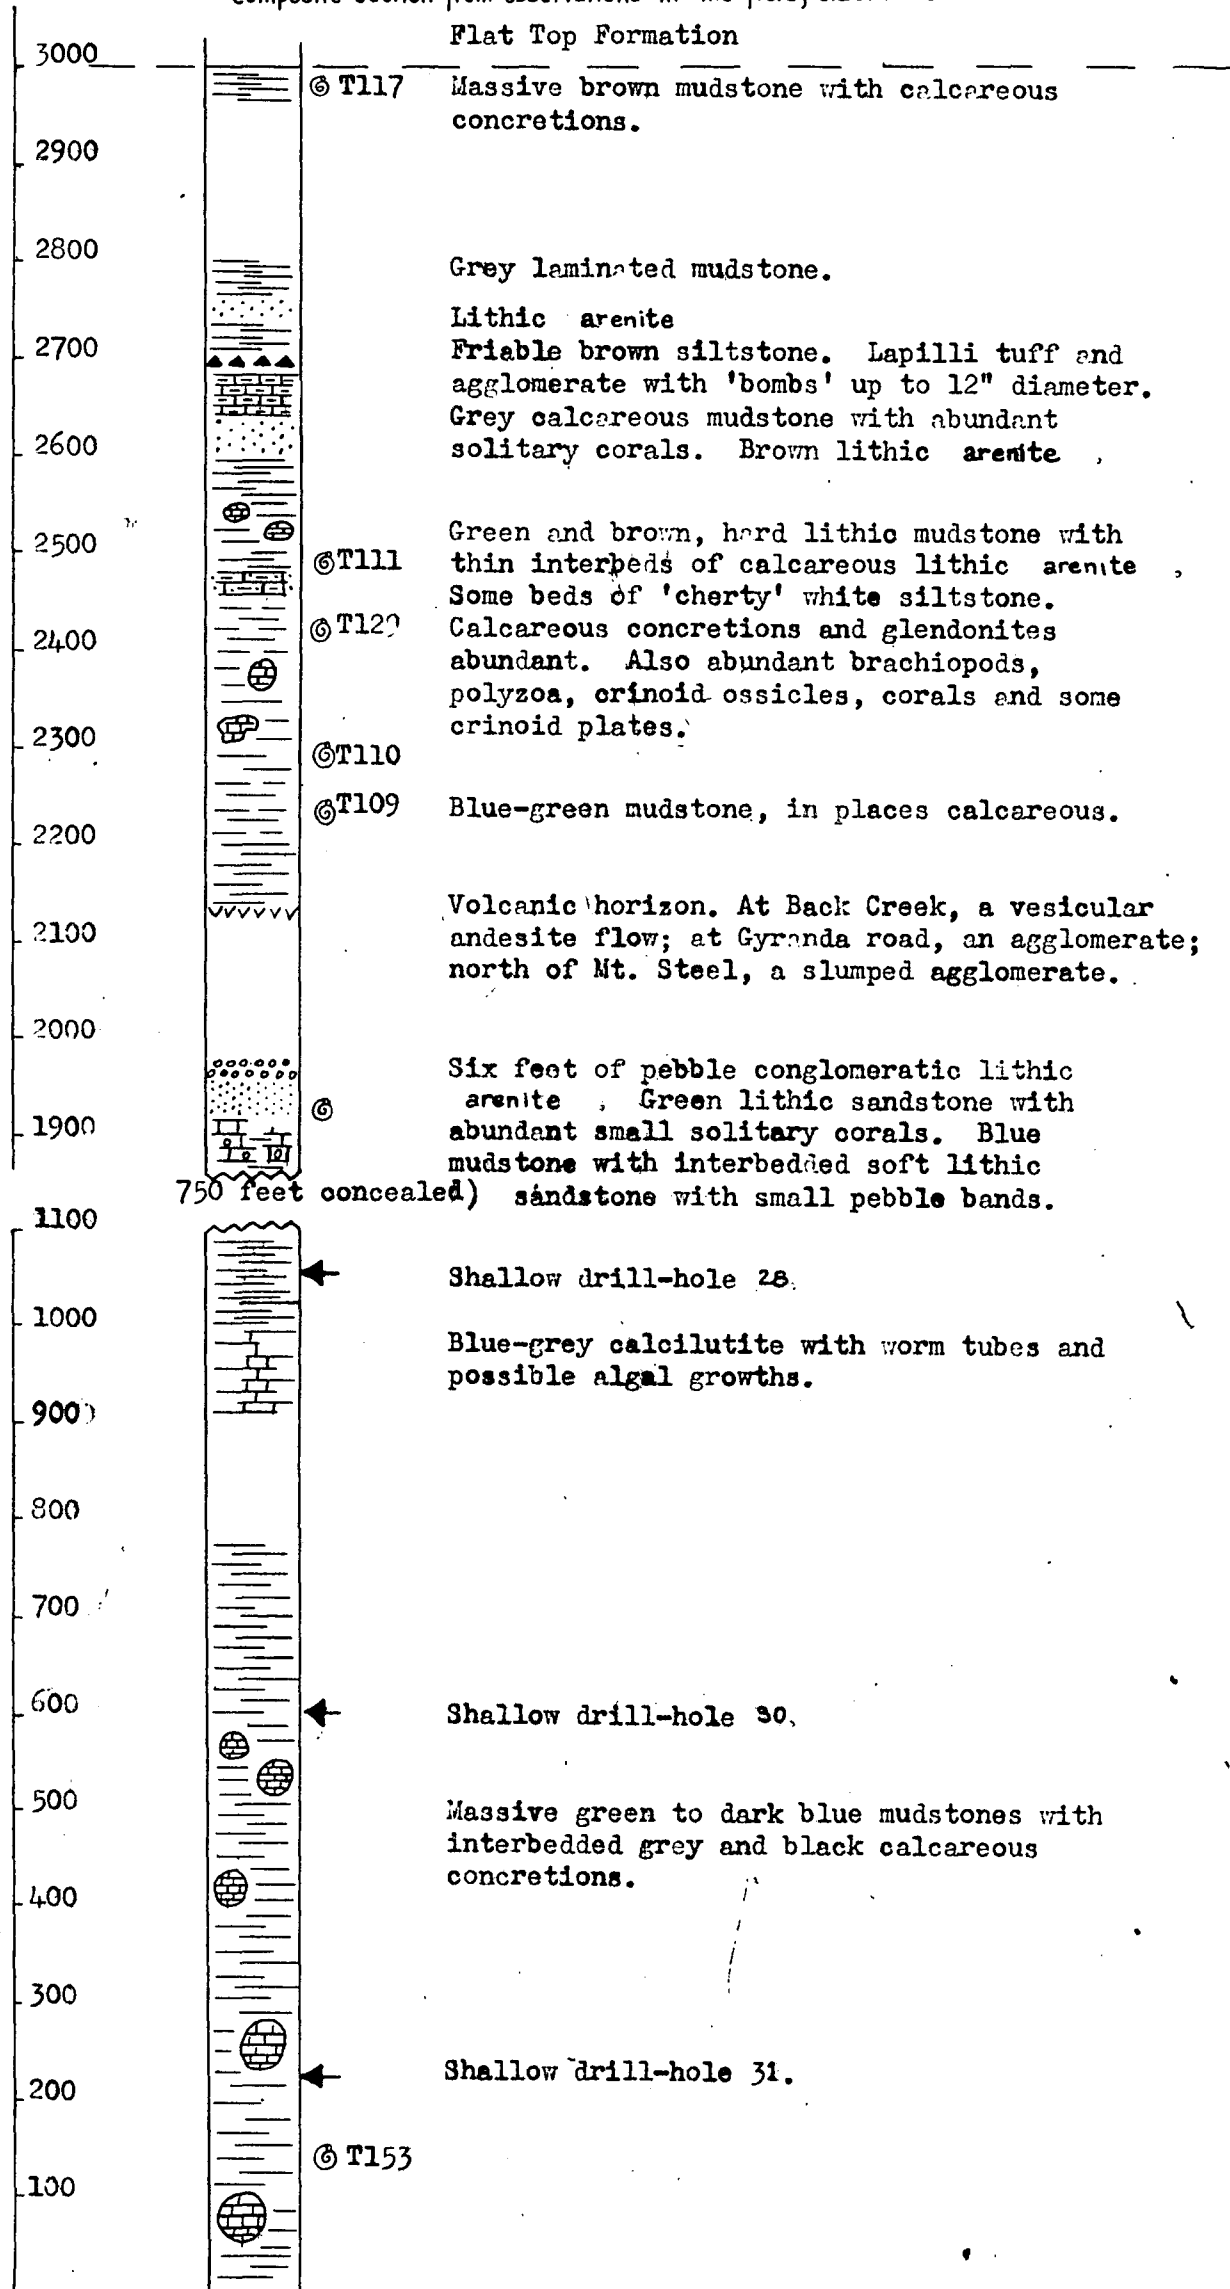 Flat Top Formation
3000
T117 Massive brown mudstone with calcareous
concretions.
2900
2800
Grey laminated mudstone.
Lithic arenite
2700
Friable brown siltstone. Lapilli tuff and
agglomerate with 'bombs' up to 12" diameter.
Grey calcareous mudstone with abundant
2600
solitary corals. Brown lithic arenite
Green and brown, hard lithic mudstone with
2500
T111 thin interbeds of calcareous lithic arenite ,
Some beds of 'cherty' white siltstone.
Calcareous concretions and glendonites
2400
abundant. Also abundant brachiopods,
polyzoa, crinoid ossicles, corals and some
crinoid plates.
2300
T110
T109 Blue-green mudstone, in places calcareous.
2200
Volcanic horizon. At Back Creek, a vesicular
2100
andesite flow; at Gyranda road, an agglomerate;
north of Mt. Steel, a slumped agglomerate.
2000
Six feet of pebble conglomeratic lithic
arenite , Green lithic sandstone with
1900
abundant small solitary corals. Blue
mudstone with interbedded soft lithic
750 feet concealed) sandstone with small pebble bands.
1100
Shallow drill-hole 28.
1000
Blue-grey calcilutite with worm tubes and
possible algal growths.
900
800
700
600
Shallow drill-hole 30.
500
Massive green to dark blue mudstones with
interbedded grey and black calcareous
concretions.
400
300
Shallow drill-hole 31.
200
T153
100